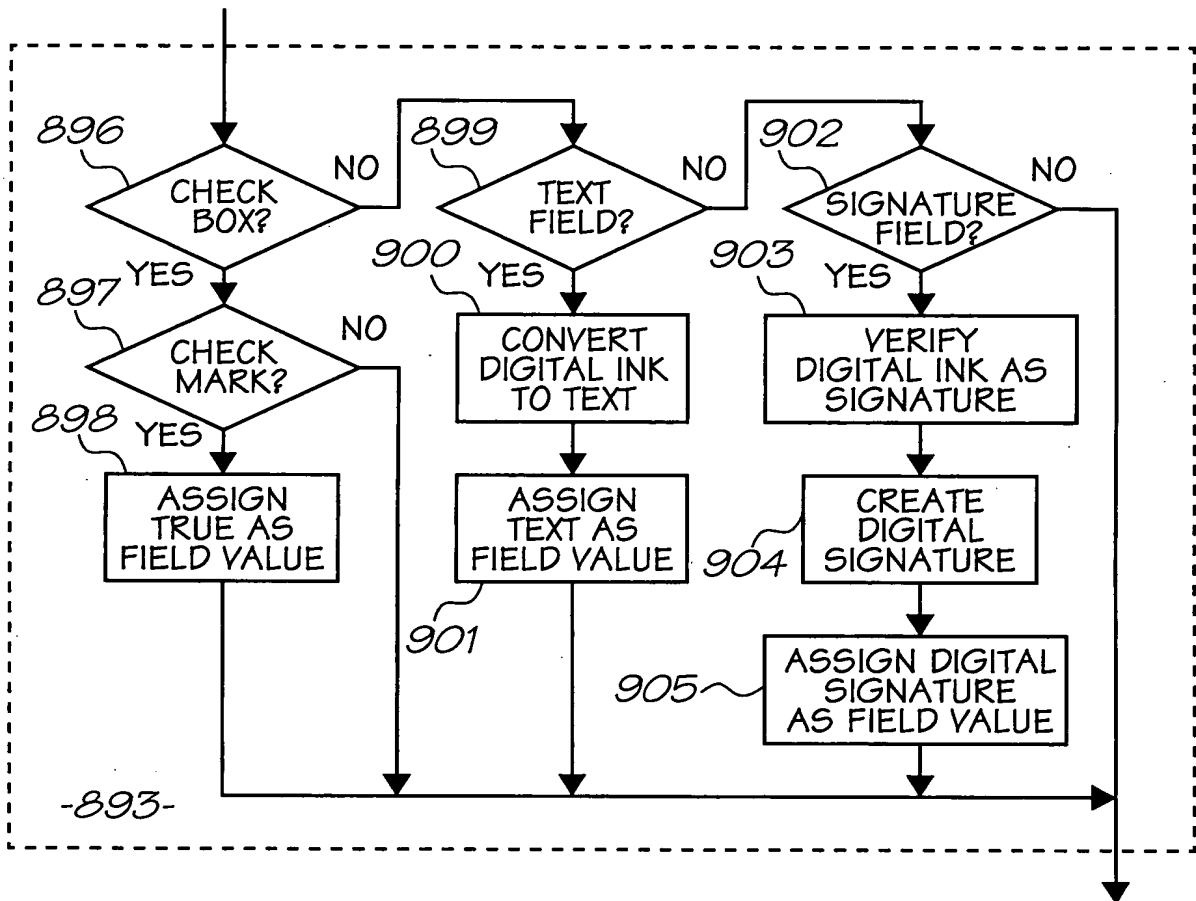 896
CHECK
BOX?
NO
YES
897
CHECK
MARK?
NO
YES
898
ASSIGN
TRUE AS
FIELD VALUE
899
TEXT
FIELD?
NO
YES
900
CONVERT
DIGITAL INK
TO TEXT
ASSIGN
TEXT AS
FIELD VALUE
901
902
SIGNATURE
FIELD?
NO
YES
903
VERIFY
DIGITAL INK AS
SIGNATURE
CREATE
DIGITAL
SIGNATURE
904
ASSIGN DIGITAL
SIGNATURE
AS FIELD VALUE
905
-893-